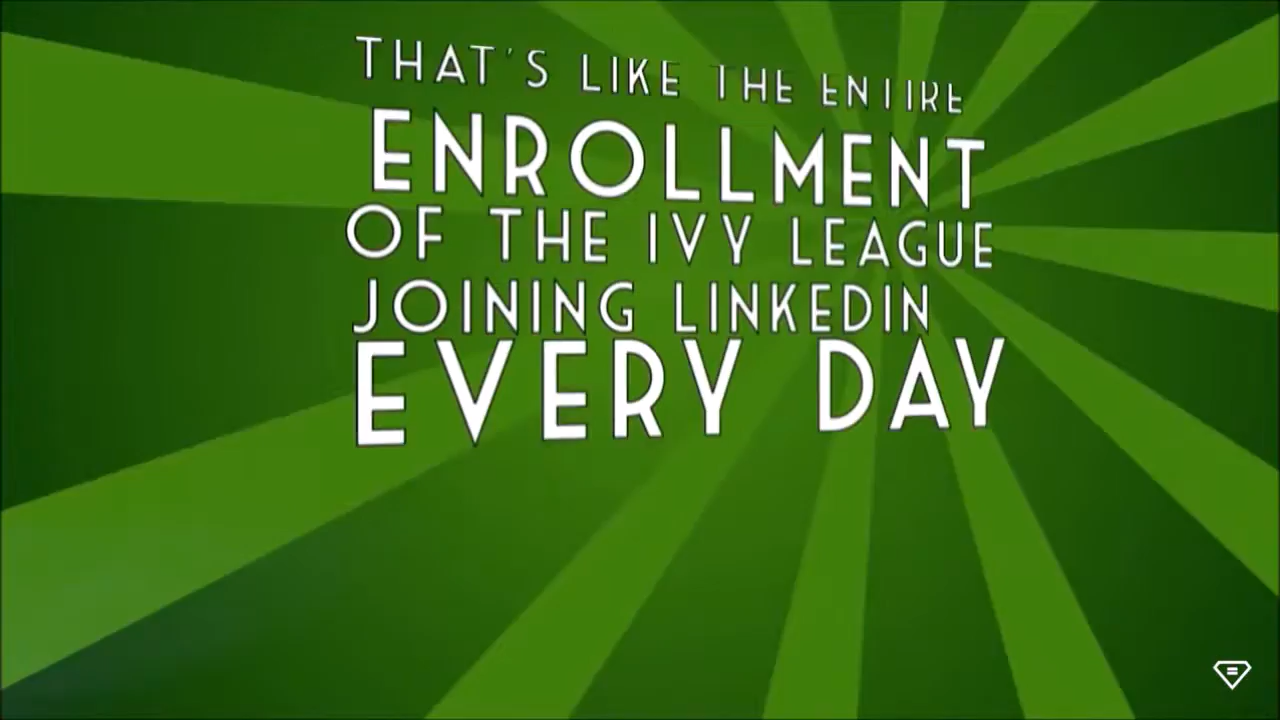 THAT'S LIKE THE ENTIRE
ENROLLMENT
OF THE IVY LEAGUE
JOINING LINKEDIN
EVERY DAY